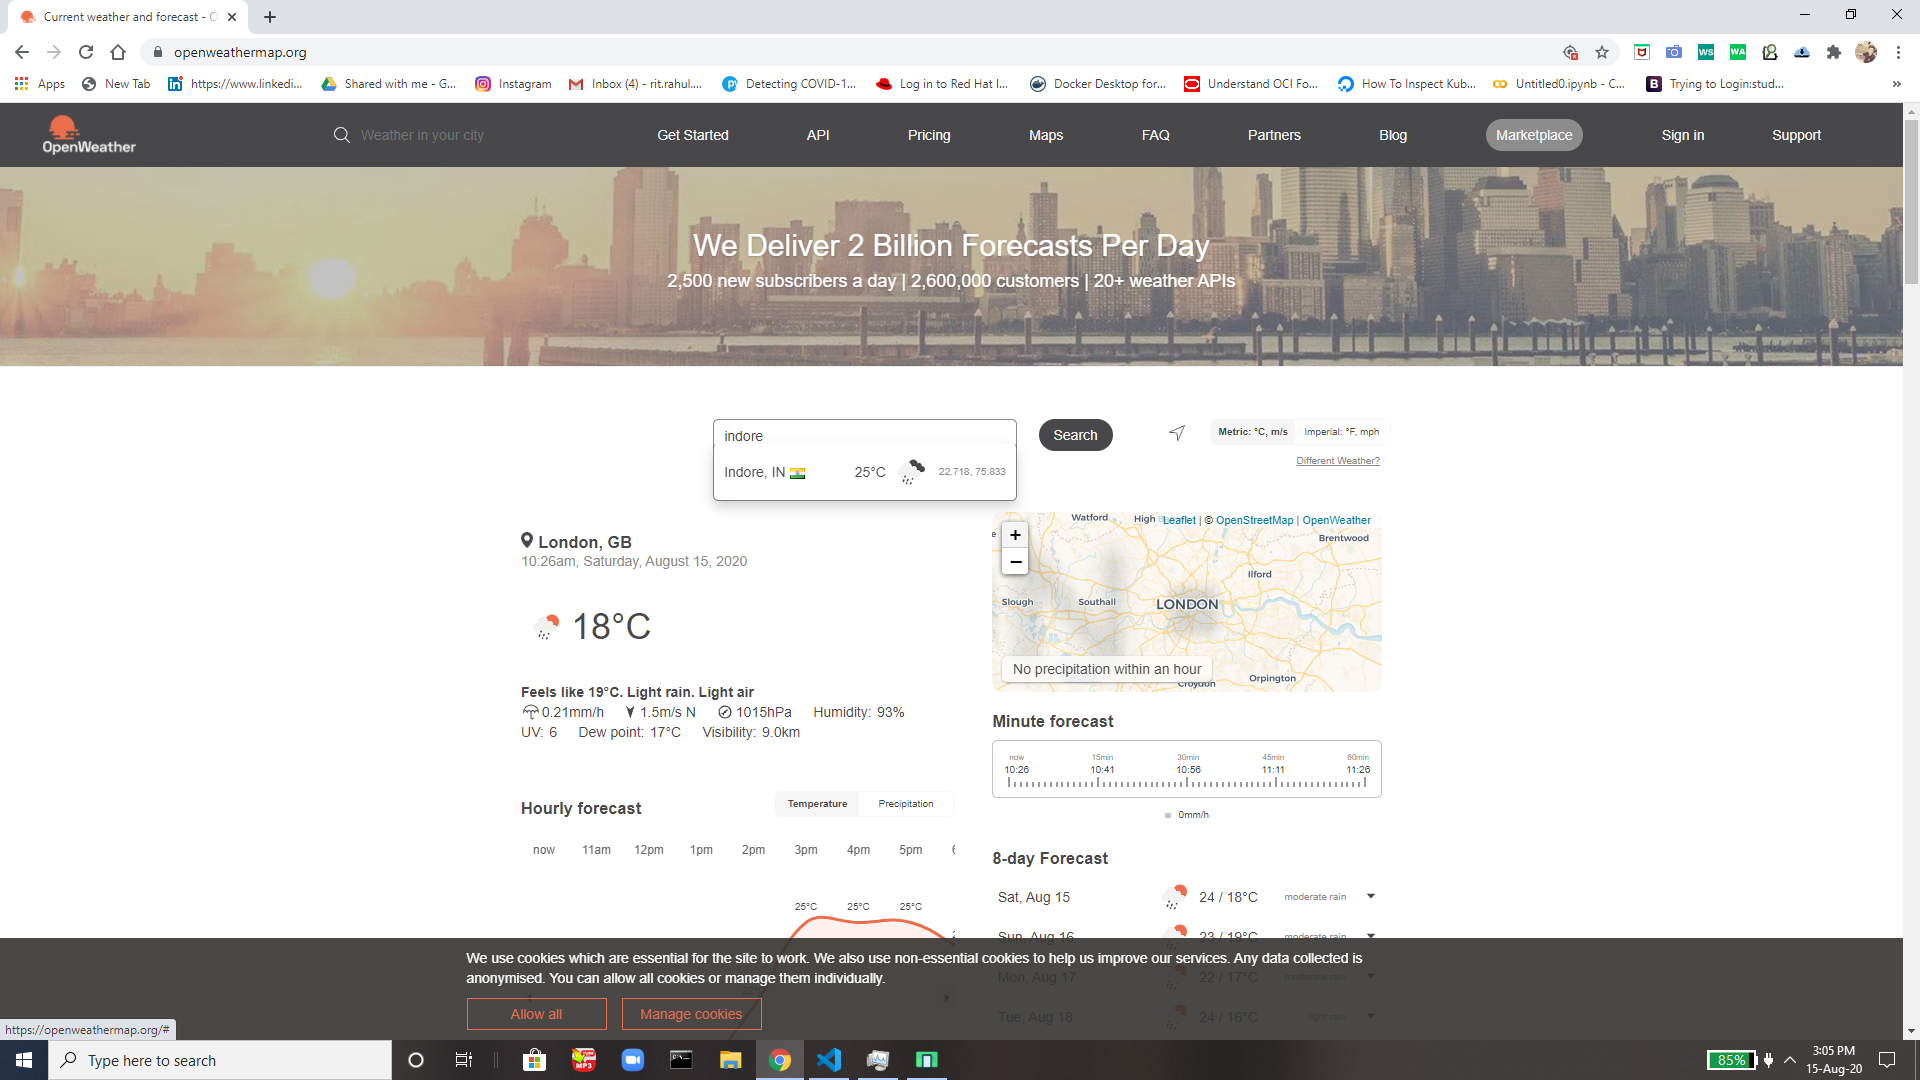 Current weather and forecast - O
openweathermap.org
Apps
New Tab
https://www.linkedi...
Shared with me - G...
Instagram
Inbox (4) - rit.rahul....
Detecting COVID-1...
Log in to Red Hat I...
Docker Desktop for...
Understand OCI Fo...
How To Inspect Kub...
Untitled0.ipynb - C...
Trying to Login:stud...
OpenWeather
Weather in your city
Get Started
API
Pricing
Maps
FAQ
Partners
Blog
Marketplace
Sign in
Support
We Deliver 2 Billion Forecasts Per Day
2,500 new subscribers a day | 2,600,000 customers | 20+ weather APIs
indore
Search
Metric: °C, m/s
Imperial: °F, mph
Indore, IN 25°C 22.718, 75.833
Different Weather?
London, GB
10:26am, Saturday, August 15, 2020
18°C
Feels like 19°C. Light rain. Light air
0.21mm/h 1.5m/s N 1015hPa Humidity: 93%
UV: 6 Dew point: 17°C Visibility: 9.0km
Hourly forecast
Temperature
Precipitation
now 11am 12pm 1pm 2pm 3pm 4pm 5pm
25°C 25°C 25°C
Leaflet | © OpenStreetMap | OpenWeather
+
−
Watford
High
Brentwood
Ilford
Slough
Southall
LONDON
No precipitation within an hour
Croydon
Orpington
Minute forecast
now 15min 30min 45min 60min
10:26 10:41 10:56 11:11 11:26
0mm/h
8-day Forecast
Sat, Aug 15 24 / 18°C moderate rain
Sun, Aug 16 23 / 19°C moderate rain
Mon, Aug 17 22 / 17°C moderate rain
Tue, Aug 18 24 / 16°C light rain
We use cookies which are essential for the site to work. We also use non-essential cookies to help us improve our services. Any data collected is
anonymised. You can allow all cookies or manage them individually.
Allow all
Manage cookies
https://openweathermap.org/#
Type here to search
85%
3:05 PM
15-Aug-20